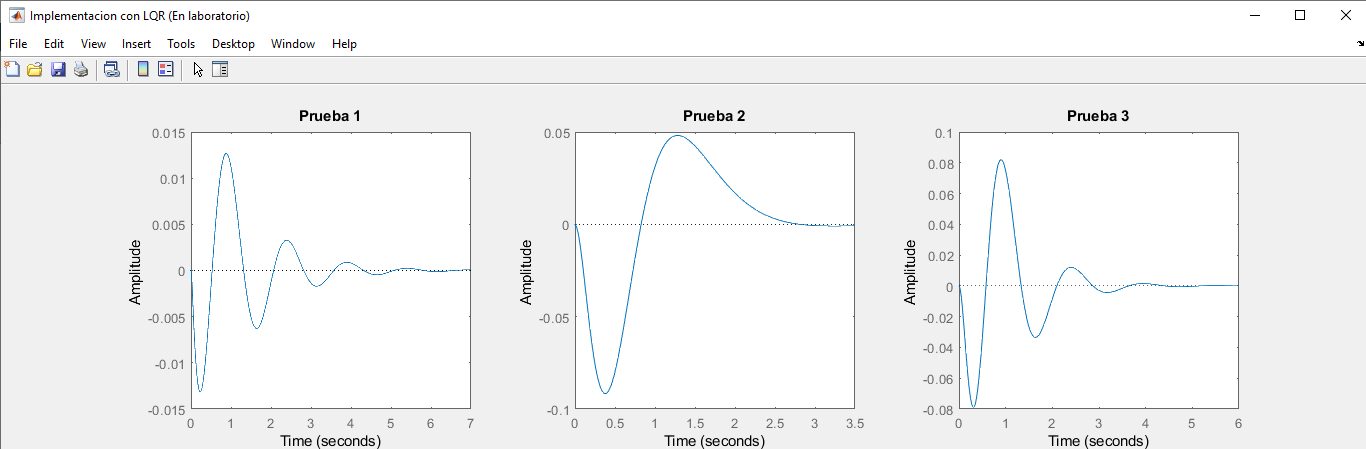 Implementacion con LQR (En laboratorio)
File Edit View Insert Tools Desktop Window Help
Prueba 1
0.015
0.01
0.005
0
-0.005
-0.01
-0.015
Amplitude
0 1 2 3 4 5 6 7
Time (seconds)
Prueba 2
0.05
0
-0.05
-0.1
Amplitude
0 0.5 1 1.5 2 2.5 3 3.5
Time (seconds)
Prueba 3
0.1
0.08
0.06
0.04
0.02
0
-0.02
-0.04
-0.06
-0.08
Amplitude
0 1 2 3 4 5 6
Time (seconds)